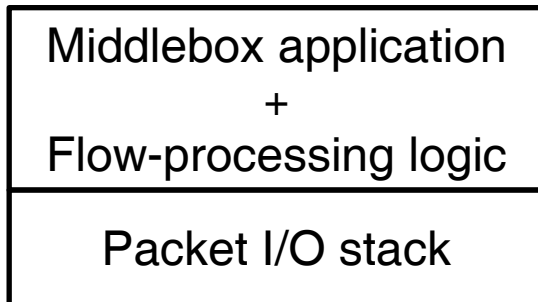 Middlebox application
+
Flow-processing logic
Packet I/O stack